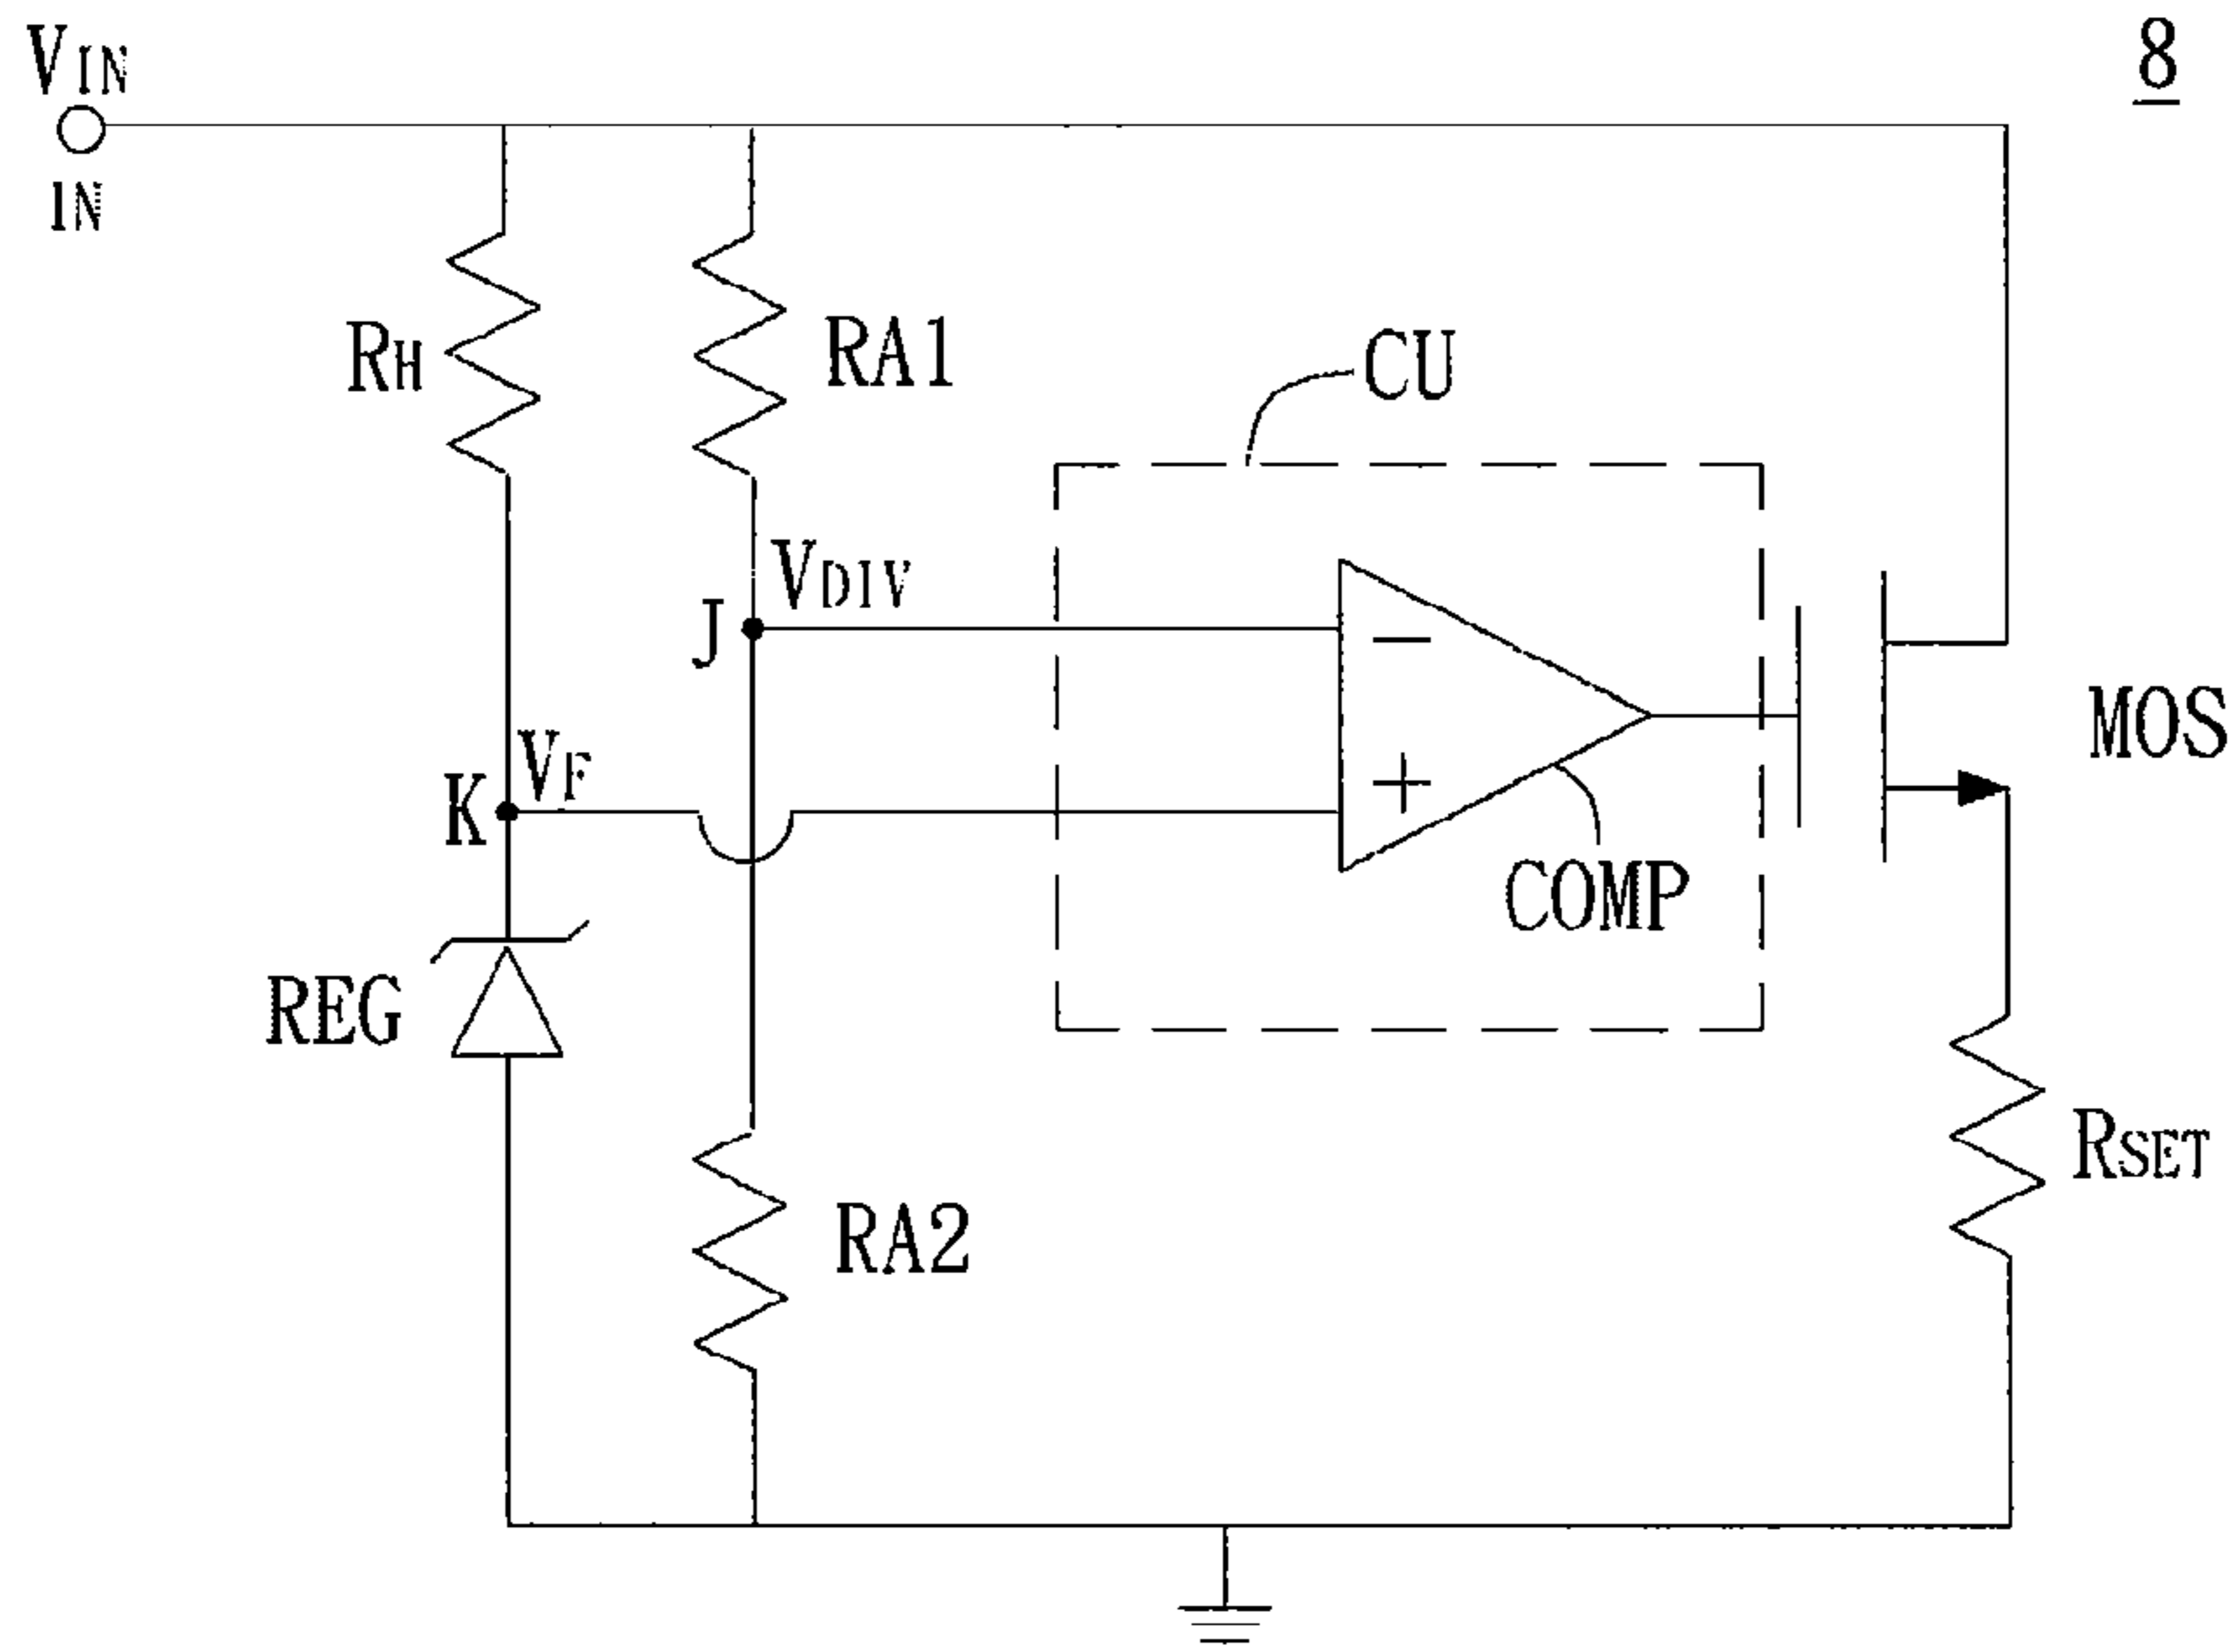 VIN
8
IN
RH
RA1
CU
VDIV
J
−
MOS
VF
K
+
COMP
REG
RSET
RA2